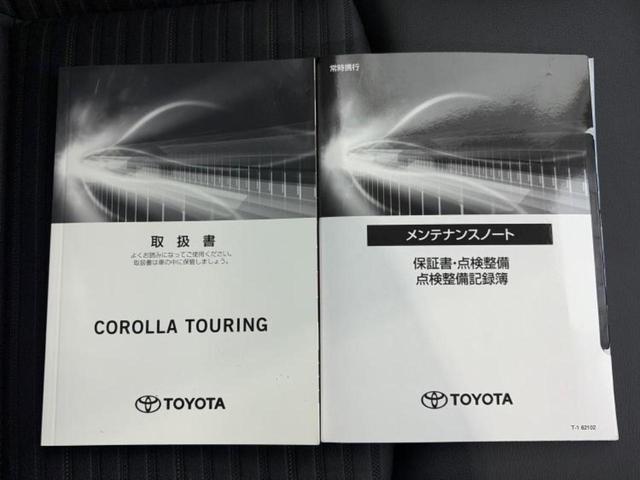 取扱書
よくお読みになってご使用ください。
取扱書は車の中に保管しましょう。
COROLLA TOURING
TOYOTA
常時携行
メンテナンスノート
保証書・点検整備
点検整備記録簿
TOYOTA
T-1 62102